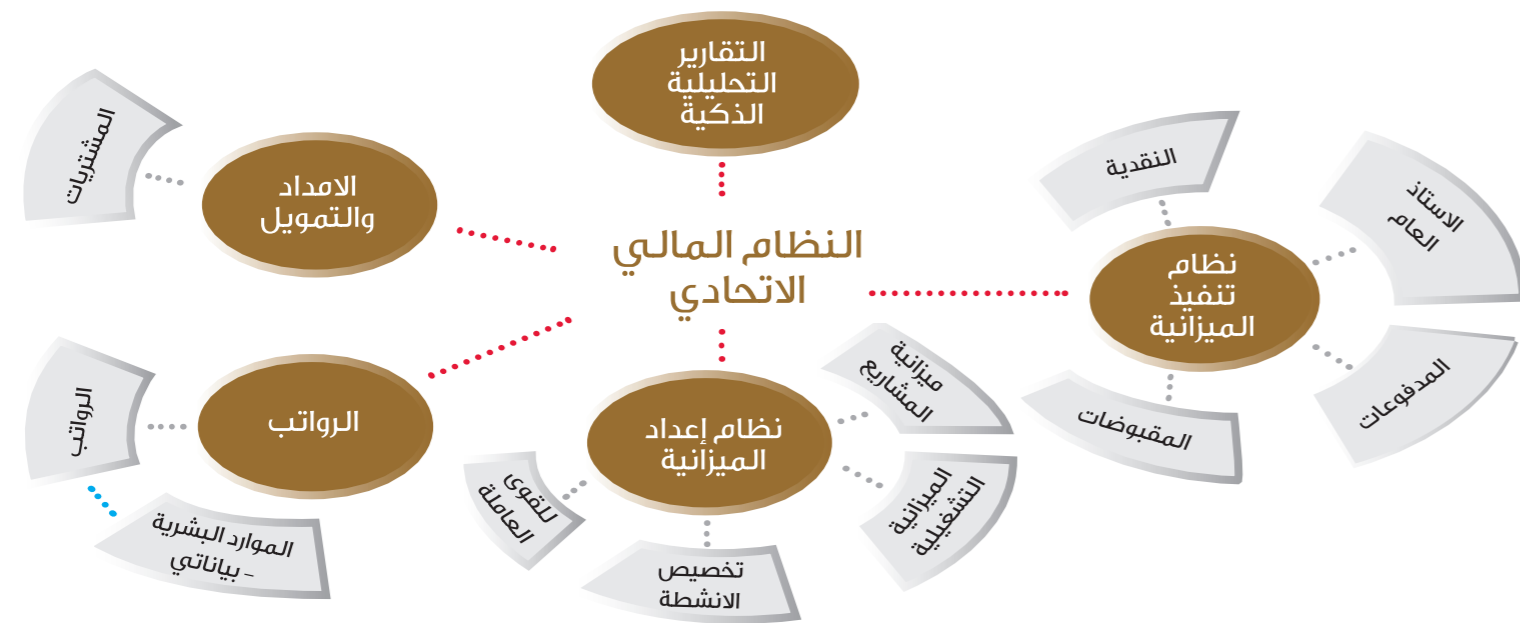 التقارير
التحليلية
الذكية
النظام المالي
الاتحادي
النقدية
الاستاذ
العام
نظام
تنفيذ
الميزانية
المدفوعات
المقبوضات
المشتريات
الامداد
والتمويل
ميزانية
المشاريع
نظام إعداد
الميزانية
الميزانية
التشغيلية
تخصيص
الانشطة
للقوى
العاملة
الرواتب
الرواتب
الموارد البشرية
- بياناتي